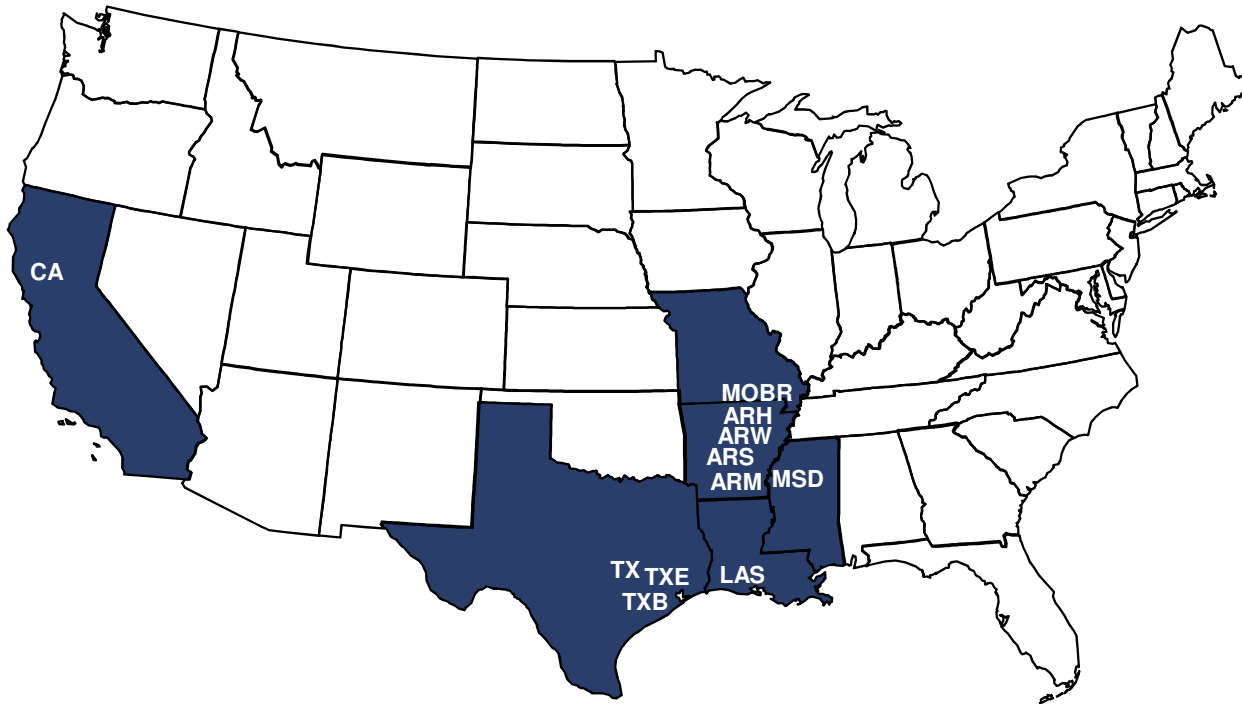 CA
MOBR
ARH
ARW
ARS
ARM MSD
TX TXE LAS
TXB